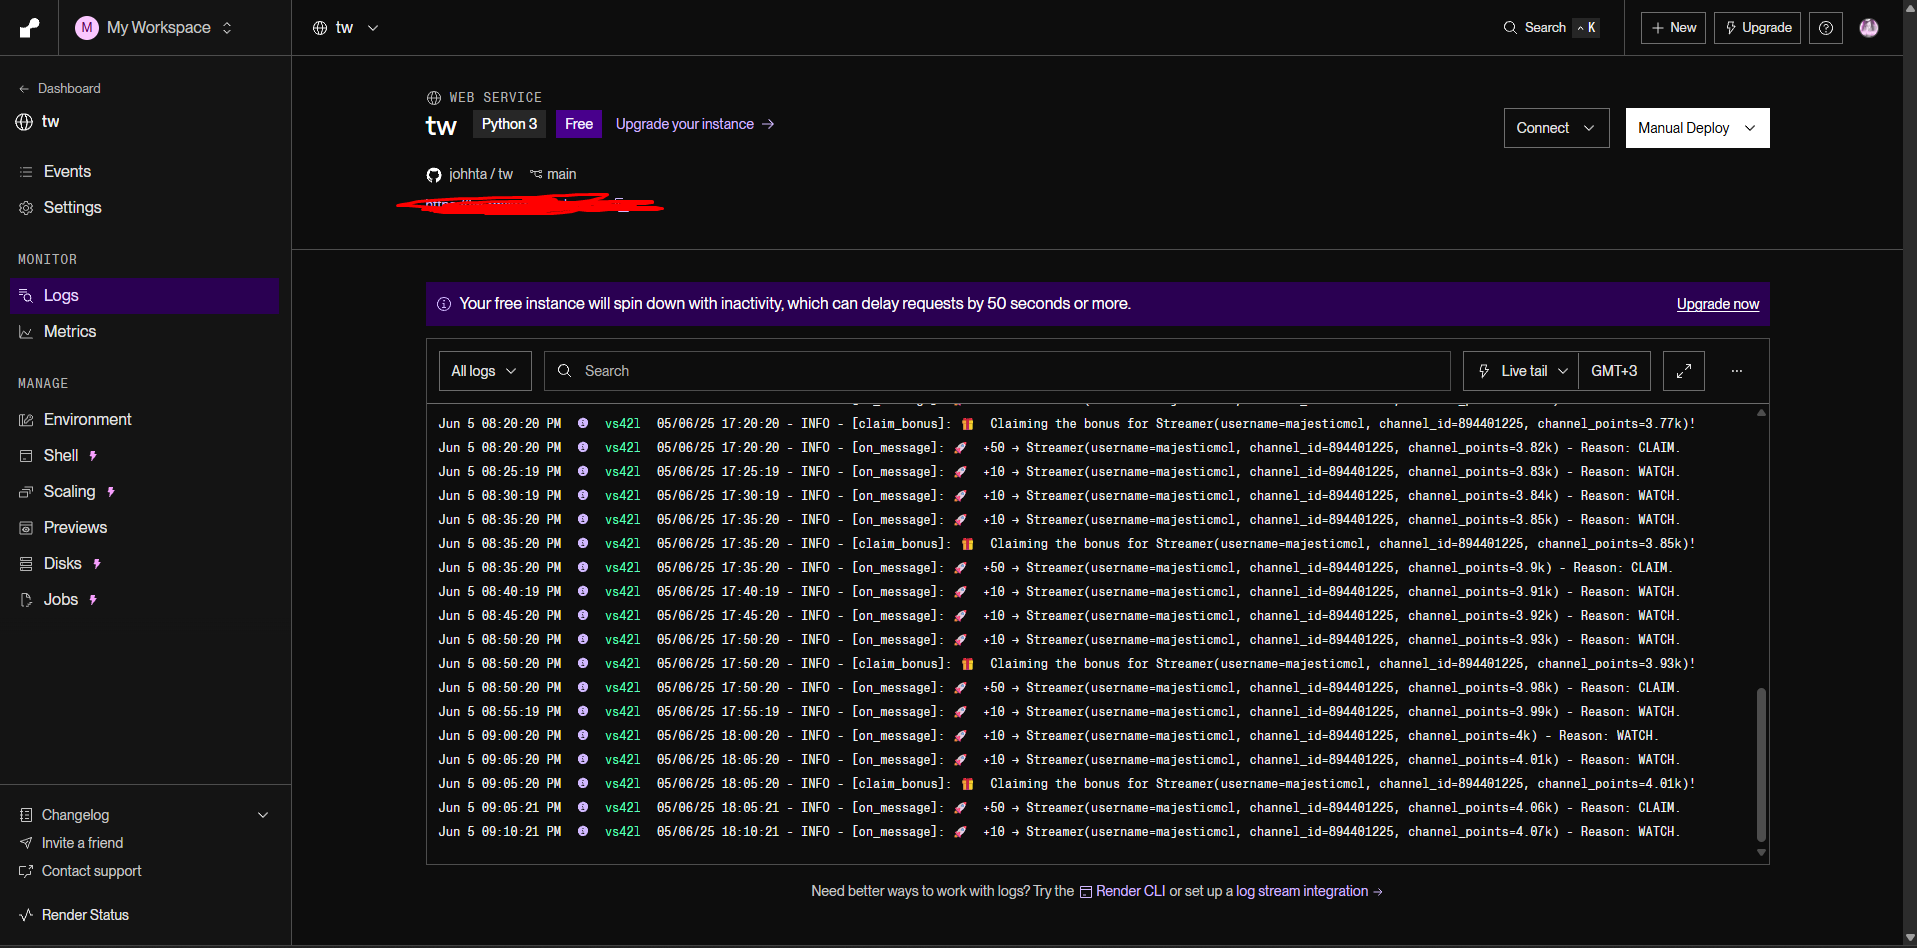 M My Workspace
tw
Search ^ K
+ New
Upgrade
← Dashboard
tw
Events
Settings
MONITOR
Logs
Metrics
MANAGE
Environment
Shell
Scaling
Previews
Disks
Jobs
Changelog
Invite a friend
Contact support
Render Status
WEB SERVICE
tw Python 3 Free Upgrade your instance →
Connect
Manual Deploy
johhta / tw main
Your free instance will spin down with inactivity, which can delay requests by 50 seconds or more.
Upgrade now
All logs
Search
Live tail
GMT+3
...
Jun 5 08:20:20 PM vs42l 05/06/25 17:20:20 - INFO - [claim_bonus]: 🎁 Claiming the bonus for Streamer(username=majesticmcl, channel_id=894401225, channel_points=3.77k)!
Jun 5 08:20:20 PM vs42l 05/06/25 17:20:20 - INFO - [on_message]: 🚀 +50 → Streamer(username=majesticmcl, channel_id=894401225, channel_points=3.82k) - Reason: CLAIM.
Jun 5 08:25:19 PM vs42l 05/06/25 17:25:19 - INFO - [on_message]: 🚀 +10 → Streamer(username=majesticmcl, channel_id=894401225, channel_points=3.83k) - Reason: WATCH.
Jun 5 08:30:19 PM vs42l 05/06/25 17:30:19 - INFO - [on_message]: 🚀 +10 → Streamer(username=majesticmcl, channel_id=894401225, channel_points=3.84k) - Reason: WATCH.
Jun 5 08:35:20 PM vs42l 05/06/25 17:35:20 - INFO - [on_message]: 🚀 +10 → Streamer(username=majesticmcl, channel_id=894401225, channel_points=3.85k) - Reason: WATCH.
Jun 5 08:35:20 PM vs42l 05/06/25 17:35:20 - INFO - [claim_bonus]: 🎁 Claiming the bonus for Streamer(username=majesticmcl, channel_id=894401225, channel_points=3.85k)!
Jun 5 08:35:20 PM vs42l 05/06/25 17:35:20 - INFO - [on_message]: 🚀 +50 → Streamer(username=majesticmcl, channel_id=894401225, channel_points=3.9k) - Reason: CLAIM.
Jun 5 08:40:19 PM vs42l 05/06/25 17:40:19 - INFO - [on_message]: 🚀 +10 → Streamer(username=majesticmcl, channel_id=894401225, channel_points=3.91k) - Reason: WATCH.
Jun 5 08:45:20 PM vs42l 05/06/25 17:45:20 - INFO - [on_message]: 🚀 +10 → Streamer(username=majesticmcl, channel_id=894401225, channel_points=3.92k) - Reason: WATCH.
Jun 5 08:50:20 PM vs42l 05/06/25 17:50:20 - INFO - [on_message]: 🚀 +10 → Streamer(username=majesticmcl, channel_id=894401225, channel_points=3.93k) - Reason: WATCH.
Jun 5 08:50:20 PM vs42l 05/06/25 17:50:20 - INFO - [claim_bonus]: 🎁 Claiming the bonus for Streamer(username=majesticmcl, channel_id=894401225, channel_points=3.93k)!
Jun 5 08:50:20 PM vs42l 05/06/25 17:50:20 - INFO - [on_message]: 🚀 +50 → Streamer(username=majesticmcl, channel_id=894401225, channel_points=3.98k) - Reason: CLAIM.
Jun 5 08:55:19 PM vs42l 05/06/25 17:55:19 - INFO - [on_message]: 🚀 +10 → Streamer(username=majesticmcl, channel_id=894401225, channel_points=3.99k) - Reason: WATCH.
Jun 5 09:00:20 PM vs42l 05/06/25 18:00:20 - INFO - [on_message]: 🚀 +10 → Streamer(username=majesticmcl, channel_id=894401225, channel_points=4k) - Reason: WATCH.
Jun 5 09:05:20 PM vs42l 05/06/25 18:05:20 - INFO - [on_message]: 🚀 +10 → Streamer(username=majesticmcl, channel_id=894401225, channel_points=4.01k) - Reason: WATCH.
Jun 5 09:05:20 PM vs42l 05/06/25 18:05:20 - INFO - [claim_bonus]: 🎁 Claiming the bonus for Streamer(username=majesticmcl, channel_id=894401225, channel_points=4.01k)!
Jun 5 09:05:21 PM vs42l 05/06/25 18:05:21 - INFO - [on_message]: 🚀 +50 → Streamer(username=majesticmcl, channel_id=894401225, channel_points=4.06k) - Reason: CLAIM.
Jun 5 09:10:21 PM vs42l 05/06/25 18:10:21 - INFO - [on_message]: 🚀 +10 → Streamer(username=majesticmcl, channel_id=894401225, channel_points=4.07k) - Reason: WATCH.
Need better ways to work with logs? Try the Render CLI or set up a log stream integration →